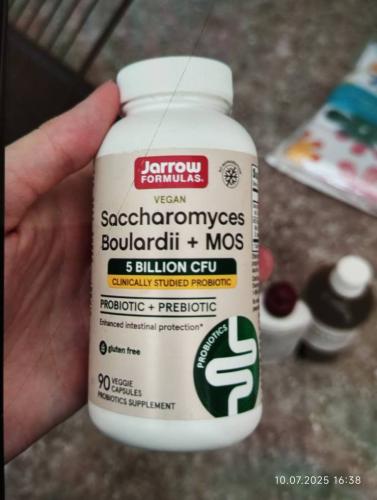 Jarrow
FORMULAS®
VEGAN
Saccharomyces
Boulardii + MOS
5 BILLION CFU
CLINICALLY STUDIED PROBIOTIC
PROBIOTIC + PREBIOTIC
Enhanced intestinal protection*
gluten free
PROBIOTICS
90 VEGGIE
CAPSULES
PROBIOTICS SUPPLEMENT
10.07.2025 16:38